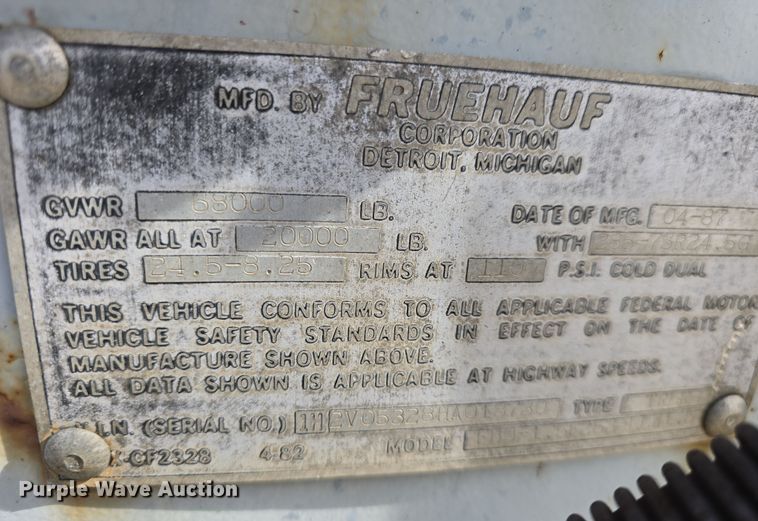 MFD. BY FRUEHAUF
CORPORATION
DETROIT, MICHIGAN
GVWR 68000 LB. DATE OF MFG. 04-87
GAWR ALL AT 20000 LB. WITH
TIRES 24.5-8.25 RIMS AT 115 P.S.I. COLD DUAL
THIS VEHICLE CONFORMS TO ALL APPLICABLE FEDERAL MOTOR
VEHICLE SAFETY STANDARDS IN EFFECT ON THE DATE OF
MANUFACTURE SHOWN ABOVE.
ALL DATA SHOWN IS APPLICABLE AT HIGHWAY SPEEDS.
(SERIAL NO.) TYPE
4-82 MODEL
Purple Wave Auction